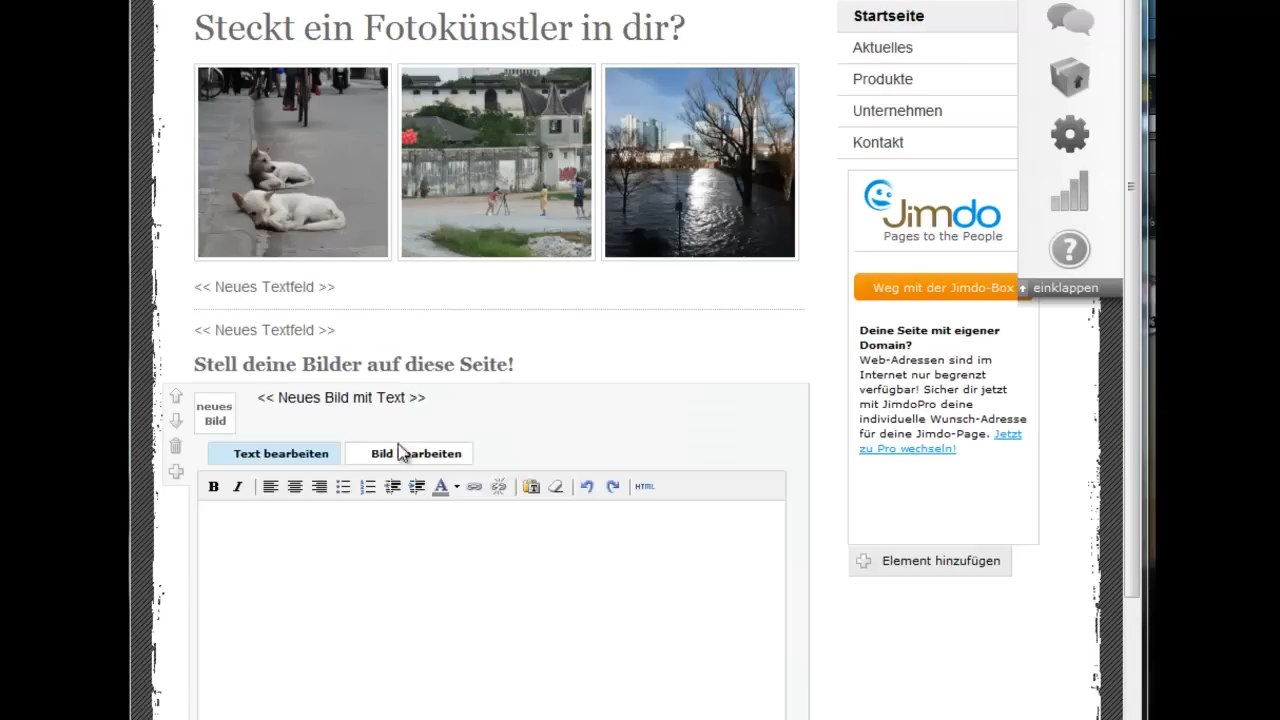 Steckt ein Fotokünstler in dir?
<< Neues Textfeld >>
<< Neues Textfeld >>
Stell deine Bilder auf diese Seite!
neues
Bild
<< Neues Bild mit Text >>
Text bearbeiten
Bild bearbeiten
B I A HTML
Startseite
Aktuelles
Produkte
Unternehmen
Kontakt
Jimdo
Pages to the People
Weg mit der Jimdo-Box
einklappen
Deine Seite mit eigener
Domain?
Web-Adressen sind im
Internet nur begrenzt
verfügbar! Sicher dir jetzt
mit JimdoPro deine
individuelle Wunsch-Adresse
für deine Jimdo-Page. Jetzt
zu Pro wechseln!
Element hinzufügen